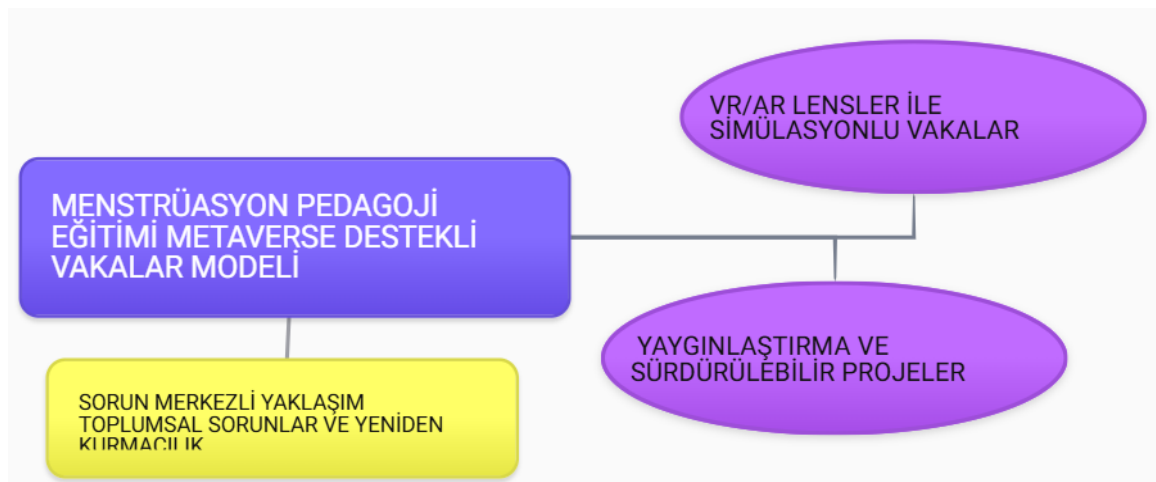 VR/AR LENSLER İLE
SİMÜLASYONLU VAKALAR
MENSTRÜASYON PEDAGOJİ
EĞİTİMİ METAVERSE DESTEKLİ
VAKALAR MODELİ
YAYGINLAŞTIRMA VE
SÜRDÜRÜLEBİLİR PROJELER
SORUN MERKEZLİ YAKLAŞIM
TOPLUMSAL SORUNLAR VE YENİDEN
KURMACILIK